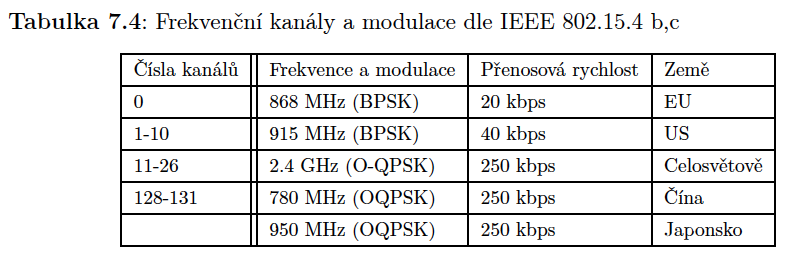 Tabulka 7.4: Frekvenční kanály a modulace dle IEEE 802.15.4 b,c
Čísla kanálů Frekvence a modulace Přenosová rychlost Země
0 868 MHz (BPSK) 20 kbps EU
1-10 915 MHz (BPSK) 40 kbps US
11-26 2.4 GHz (O-QPSK) 250 kbps Celosvětově
128-131 780 MHz (OQPSK) 250 kbps Čína
950 MHz (OQPSK) 250 kbps Japonsko